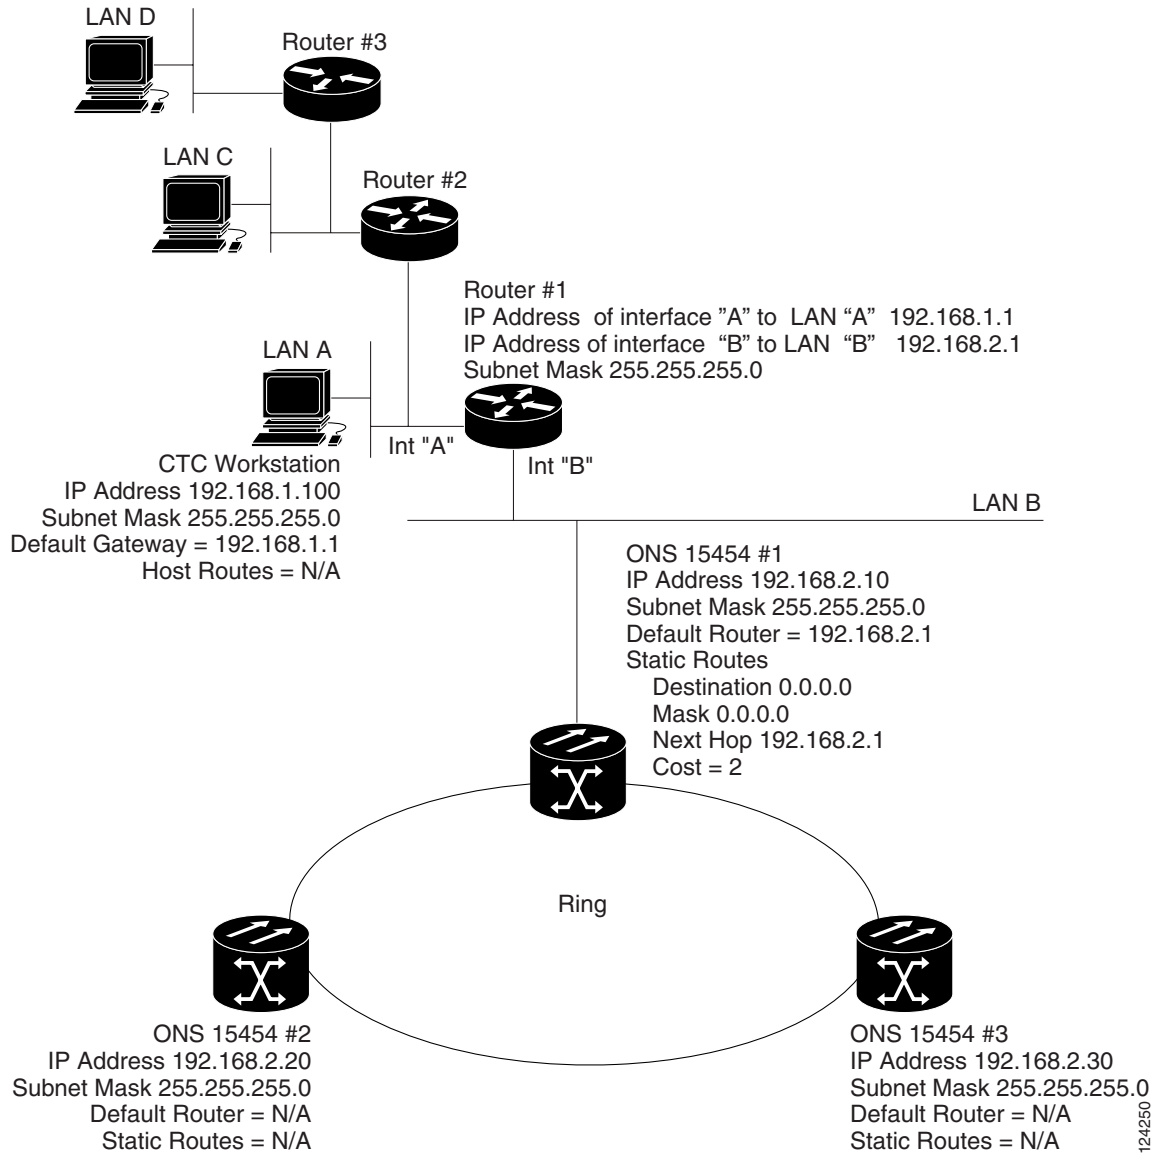 LAN D
Router #3
LAN C
Router #2
Router #1
IP Address  of interface ”A” to  LAN “A”  192.168.1.1
IP Address of interface  “B” to LAN  “B”   192.168.2.1
Subnet Mask 255.255.255.0
LAN A
Int "A"
Int "B"
CTC Workstation
IP Address 192.168.1.100
Subnet Mask 255.255.255.0
Default Gateway = 192.168.1.1
Host Routes = N/A
LAN B
ONS 15454 #1
IP Address 192.168.2.10
Subnet Mask 255.255.255.0
Default Router = 192.168.2.1
Static Routes
Destination 0.0.0.0
Mask 0.0.0.0
Next Hop 192.168.2.1
Cost = 2
Ring
ONS 15454 #2
IP Address 192.168.2.20
Subnet Mask 255.255.255.0
Default Router = N/A
Static Routes = N/A
ONS 15454 #3
IP Address 192.168.2.30
Subnet Mask 255.255.255.0
Default Router = N/A
Static Routes = N/A
124250